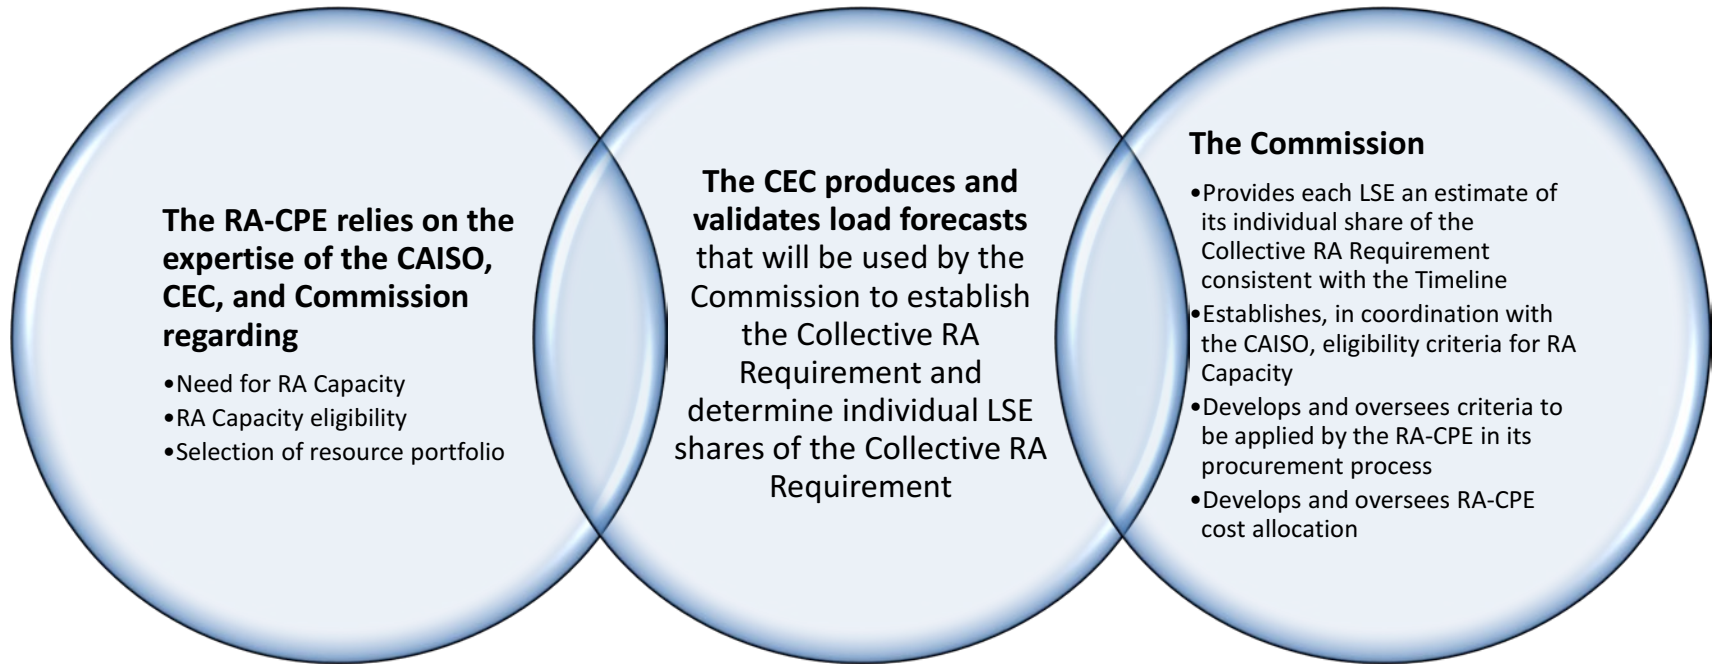 The RA-CPE relies on the
expertise of the CAISO,
CEC, and Commission
regarding
•Need for RA Capacity
•RA Capacity eligibility
•Selection of resource portfolio
The CEC produces and
validates load forecasts
that will be used by the
Commission to establish
the Collective RA
Requirement and
determine individual LSE
shares of the Collective RA
Requirement
The Commission
•Provides each LSE an estimate of
its individual share of the
Collective RA Requirement
consistent with the Timeline
•Establishes, in coordination with
the CAISO, eligibility criteria for RA
Capacity
•Develops and oversees criteria to
be applied by the RA-CPE in its
procurement process
•Develops and oversees RA-CPE
cost allocation